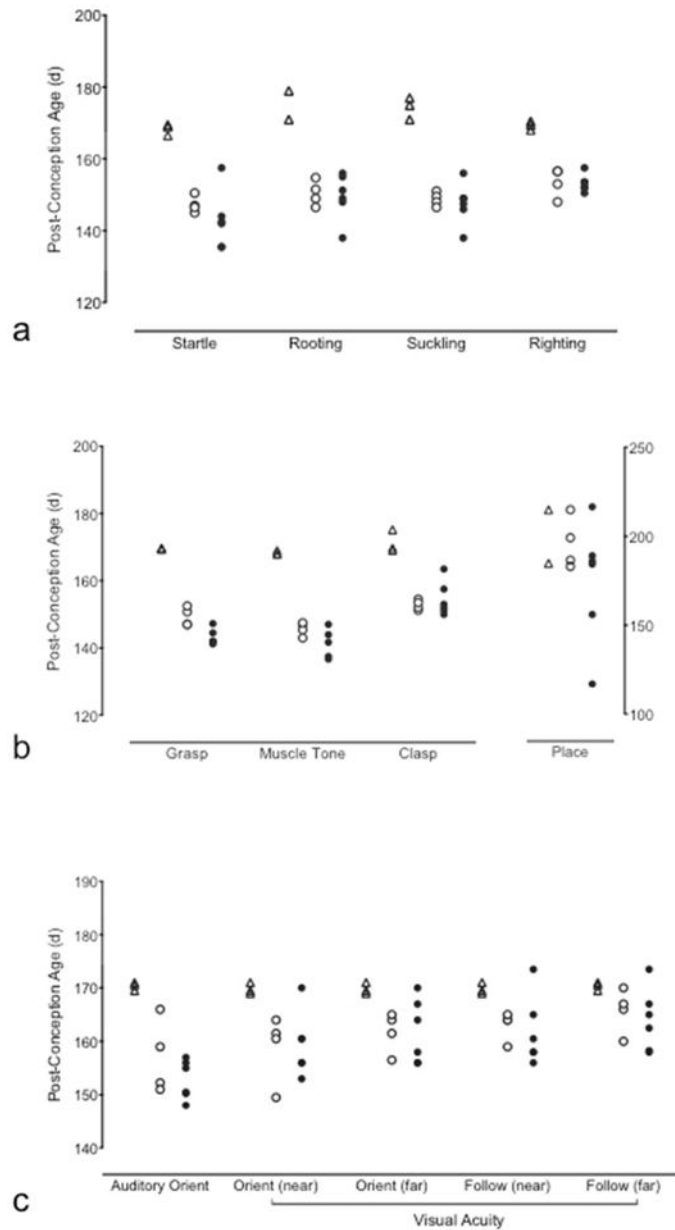 200
180
160
140
120
Post-Conception Age (d)
a
Startle Rooting Suckling Righting
200
180
160
140
120
Post-Conception Age (d)
250
200
150
100
b
Grasp Muscle Tone Clasp Place
190
180
170
160
150
140
Post-Conception Age (d)
c
Auditory Orient Orient (near) Orient (far) Follow (near) Follow (far)
Visual Acuity